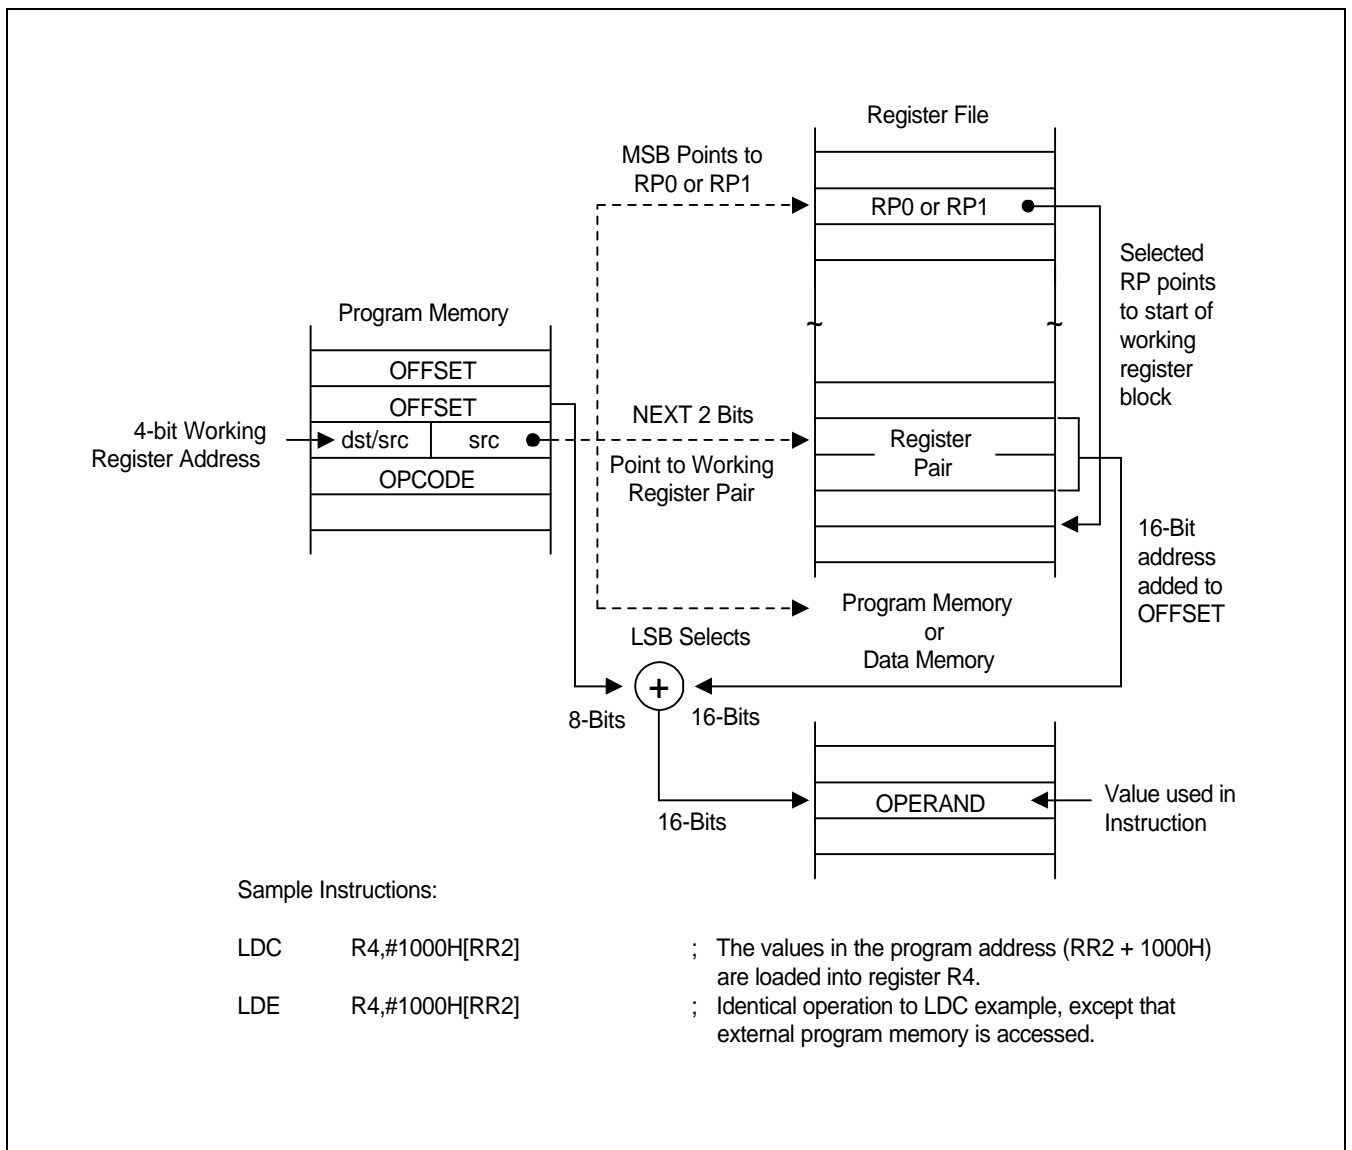 Register File
MSB Points to
RP0 or RP1
RP0 or RP1
Selected
RP points
to start of
working
register
block
Program Memory
~ ~
OFFSET
OFFSET
4-bit Working
Register Address
dst/src src
OPCODE
NEXT 2 Bits
Point to Working
Register Pair
Register
Pair
16-Bit
address
added to
OFFSET
LSB Selects
Program Memory
or
Data Memory
+
8-Bits
16-Bits
16-Bits
OPERAND
Value used in
Instruction
Sample Instructions:
LDC R4,#1000H[RR2] ; The values in the program address (RR2 + 1000H)
are loaded into register R4.
LDE R4,#1000H[RR2] ; Identical operation to LDC example, except that
external program memory is accessed.